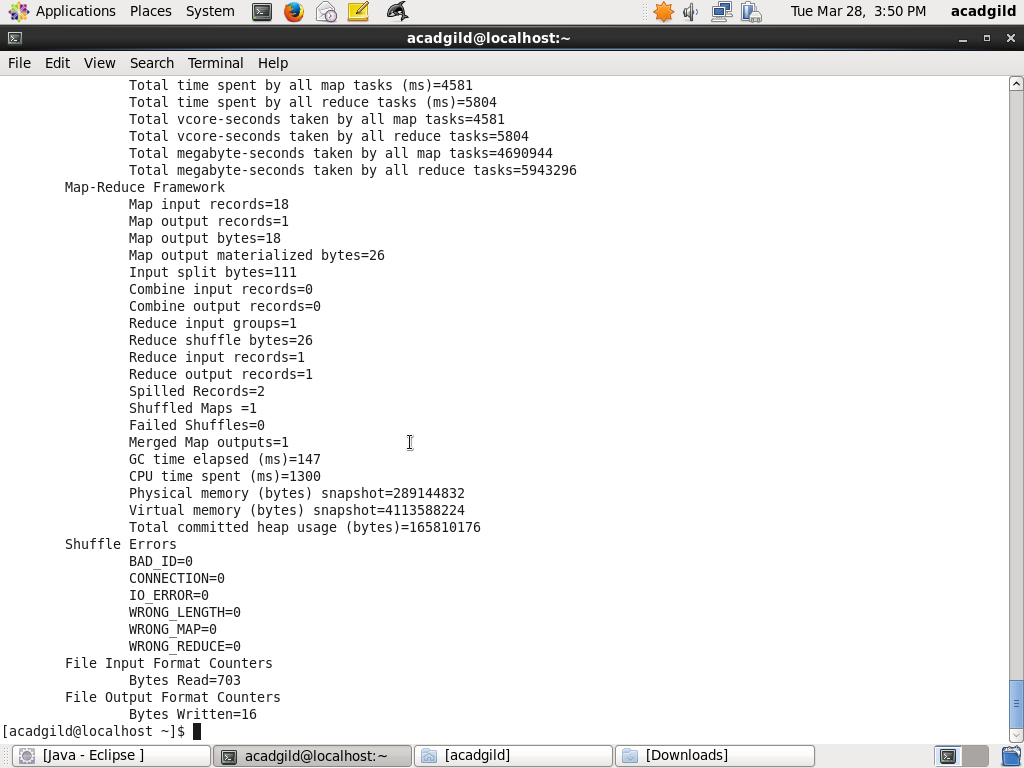 Applications Places System Tue Mar 28, 3:50 PM acadgild
acadgild@localhost:~
File Edit View Search Terminal Help
Total time spent by all map tasks (ms)=4581
Total time spent by all reduce tasks (ms)=5804
Total vcore-seconds taken by all map tasks=4581
Total vcore-seconds taken by all reduce tasks=5804
Total megabyte-seconds taken by all map tasks=4690944
Total megabyte-seconds taken by all reduce tasks=5943296
Map-Reduce Framework
Map input records=18
Map output records=1
Map output bytes=18
Map output materialized bytes=26
Input split bytes=111
Combine input records=0
Combine output records=0
Reduce input groups=1
Reduce shuffle bytes=26
Reduce input records=1
Reduce output records=1
Spilled Records=2
Shuffled Maps =1
Failed Shuffles=0
Merged Map outputs=1
GC time elapsed (ms)=147
CPU time spent (ms)=1300
Physical memory (bytes) snapshot=289144832
Virtual memory (bytes) snapshot=4113588224
Total committed heap usage (bytes)=165810176
Shuffle Errors
BAD_ID=0
CONNECTION=0
IO_ERROR=0
WRONG_LENGTH=0
WRONG_MAP=0
WRONG_REDUCE=0
File Input Format Counters
Bytes Read=703
File Output Format Counters
Bytes Written=16
[acadgild@localhost ~]$
[Java - Eclipse ] acadgild@localhost:~ [acadgild] [Downloads]